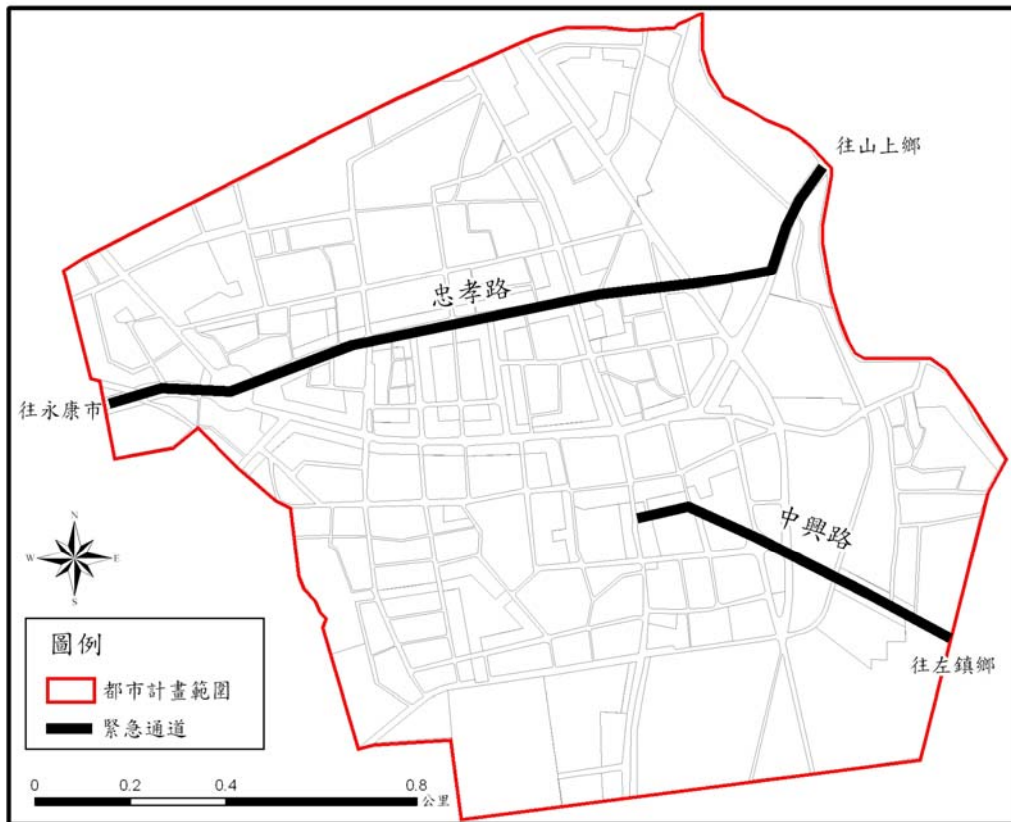 往山上鄉
忠孝路
往永康市
中興路
往左鎮鄉
N
W
E
S
圖例
都市計畫範圍
緊急通道
0 0.2 0.4 0.8
公里